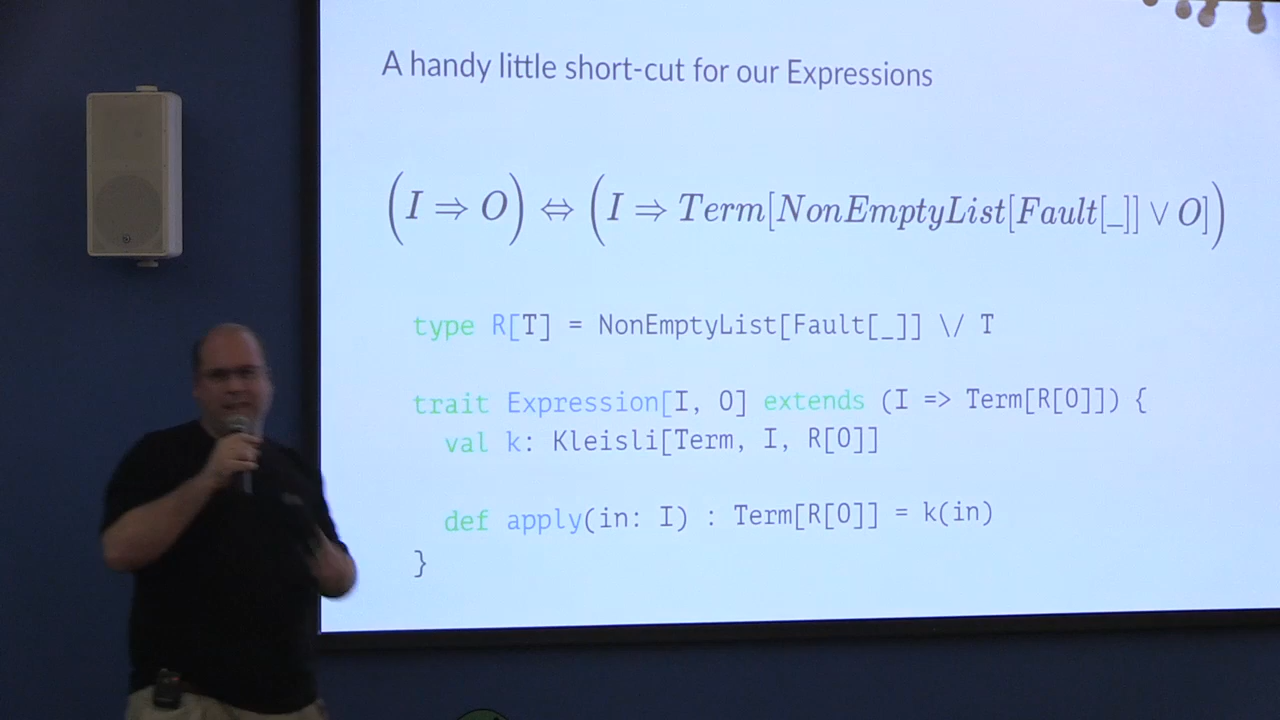 A handy little short-cut for our Expressions
(I ⇒ O) ⇔ (I ⇒ Term[NonEmptyList[Fault[_]] ∨ O])
type R[T] = NonEmptyList[Fault[_]] \/ T
trait Expression[I, O] extends (I => Term[R[O]]) {
val k: Kleisli[Term, I, R[O]]
def apply(in: I) : Term[R[O]] = k(in)
}